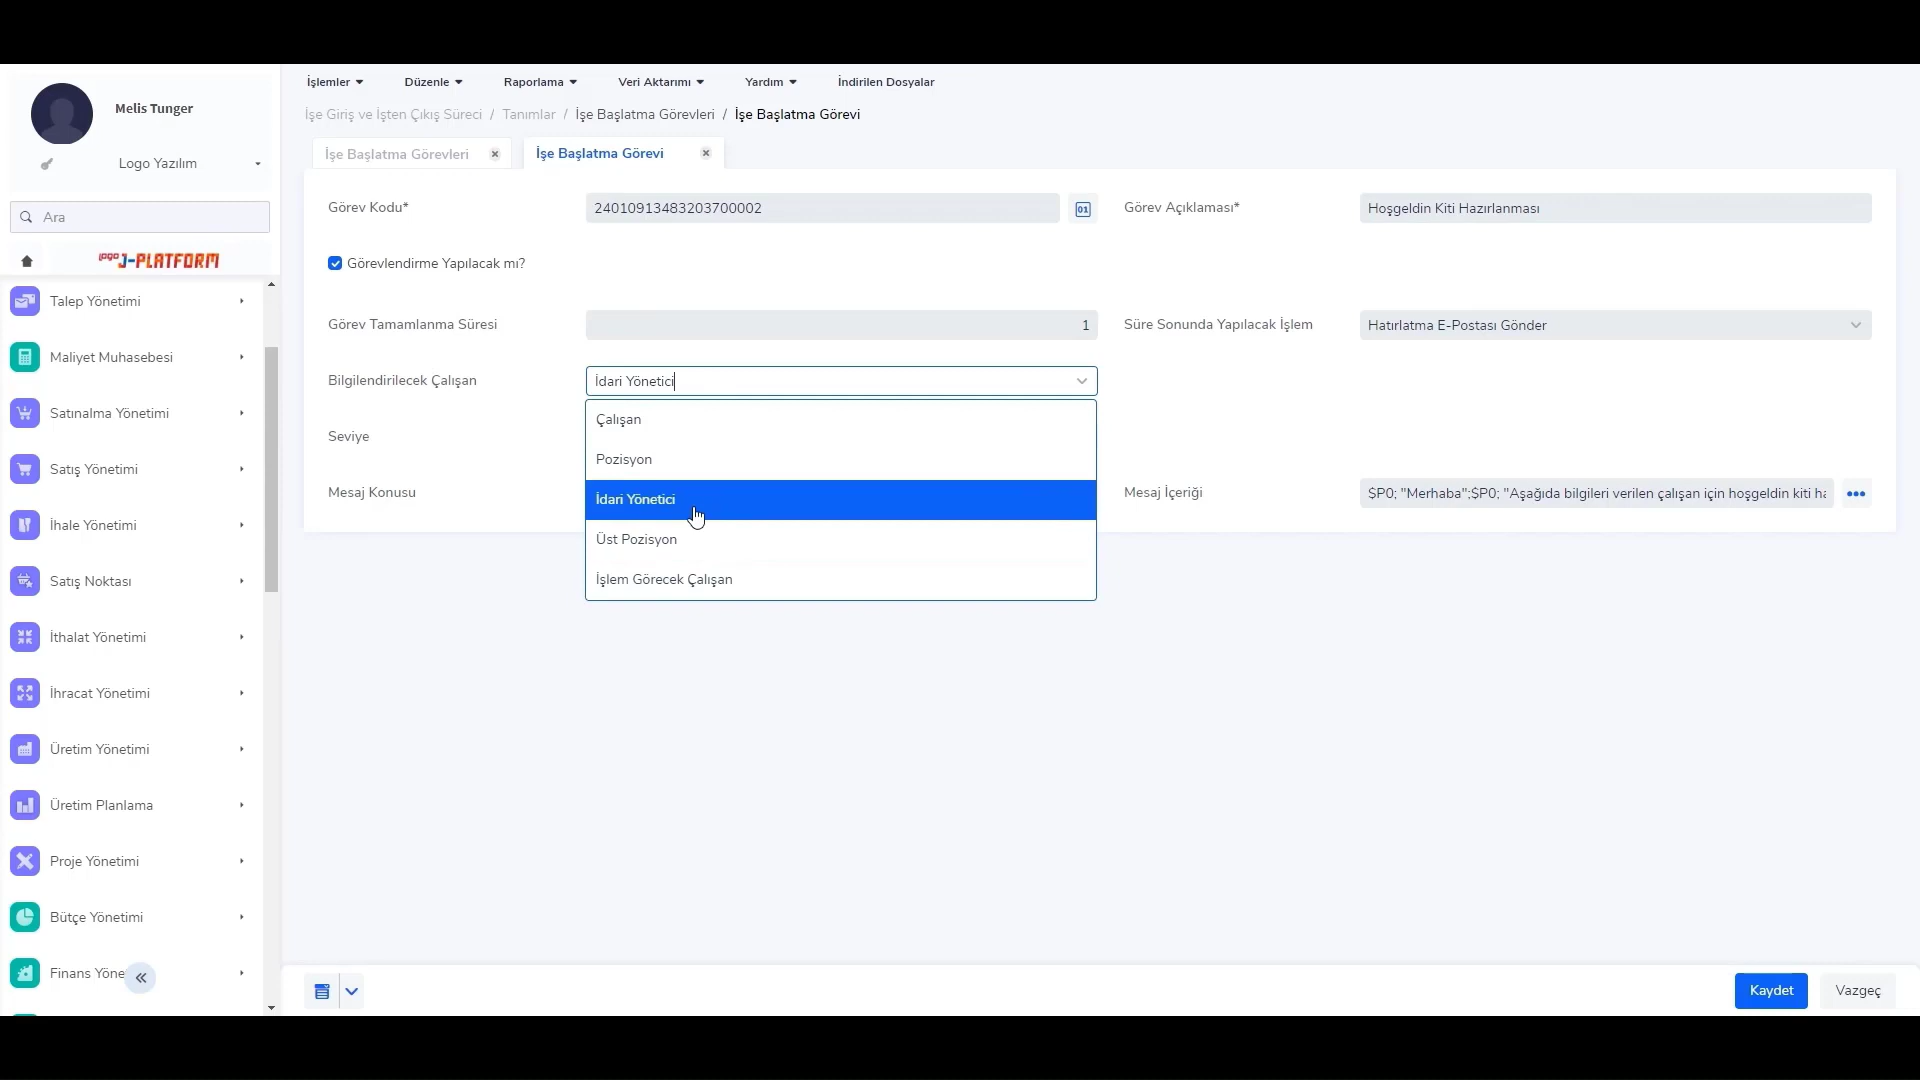 Melis Tunger
Logo Yazılım
Ara
LOGO J-PLATFORM
Talep Yönetimi
Maliyet Muhasebesi
Satınalma Yönetimi
Satış Yönetimi
İhale Yönetimi
Satış Noktası
İthalat Yönetimi
İhracat Yönetimi
Üretim Yönetimi
Üretim Planlama
Proje Yönetimi
Bütçe Yönetimi
Finans Yöne
İşlemler Düzenle Raporlama Veri Aktarımı Yardım İndirilen Dosyalar
İşe Giriş ve İşten Çıkış Süreci / Tanımlar / İşe Başlatma Görevleri / İşe Başlatma Görevi
İşe Başlatma Görevleri İşe Başlatma Görevi
Görev Kodu* 24010913483203700002 01 Görev Açıklaması* Hoşgeldin Kiti Hazırlanması
Görevlendirme Yapılacak mı?
Görev Tamamlanma Süresi 1 Süre Sonunda Yapılacak İşlem Hatırlatma E-Postası Gönder
Bilgilendirilecek Çalışan İdari Yönetici
Çalışan
Seviye
Pozisyon
Mesaj Konusu İdari Yönetici Mesaj İçeriği $P0; "Merhaba";$P0; "Aşağıda bilgileri verilen çalışan için hoşgeldin kiti ha
Üst Pozisyon
İşlem Görecek Çalışan
Kaydet Vazgeç